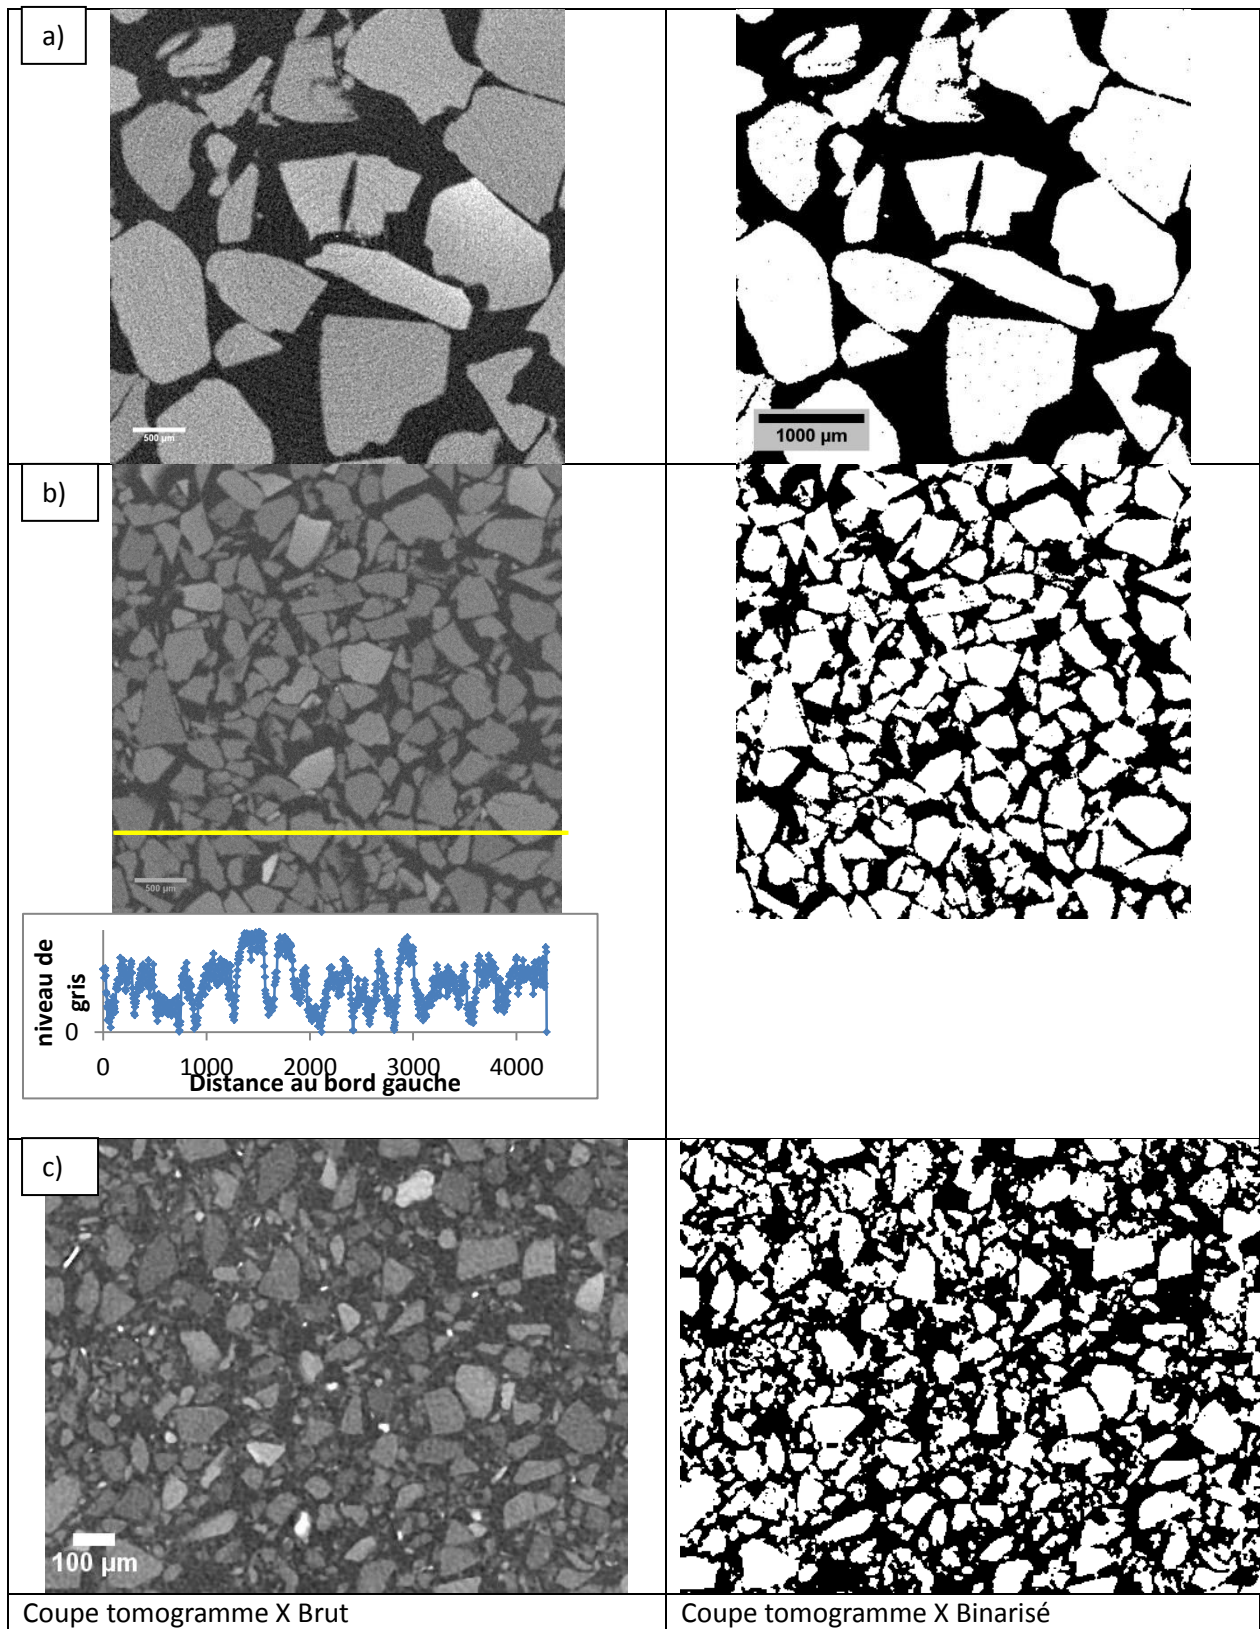 a)
500 µm
1000 µm
b)
500 µm
niveau de
gris
0
0 1000 2000 3000 4000
Distance au bord gauche
c)
100 µm
Coupe tomogramme X Brut
Coupe tomogramme X Binarisé